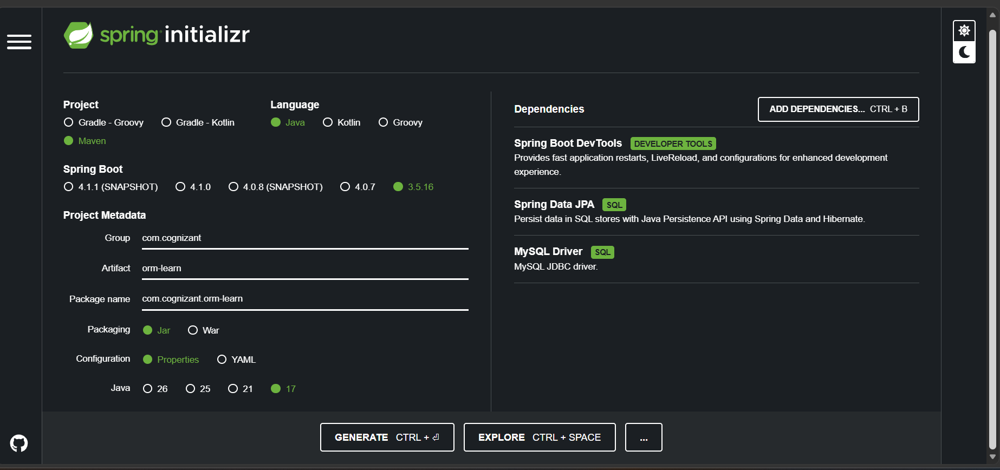 spring initializr
Project
Gradle - Groovy Gradle - Kotlin
Maven
Language
Java Kotlin Groovy
Spring Boot
4.1.1 (SNAPSHOT) 4.1.0 4.0.8 (SNAPSHOT) 4.0.7 3.5.16
Project Metadata
Group com.cognizant
Artifact orm-learn
Package name com.cognizant.orm-learn
Packaging Jar War
Configuration Properties YAML
Java 26 25 21 17
Dependencies
ADD DEPENDENCIES... CTRL + B
Spring Boot DevTools DEVELOPER TOOLS
Provides fast application restarts, LiveReload, and configurations for enhanced development
experience.
Spring Data JPA SQL
Persist data in SQL stores with Java Persistence API using Spring Data and Hibernate.
MySQL Driver SQL
MySQL JDBC driver.
GENERATE CTRL + ⏎ EXPLORE CTRL + SPACE ...